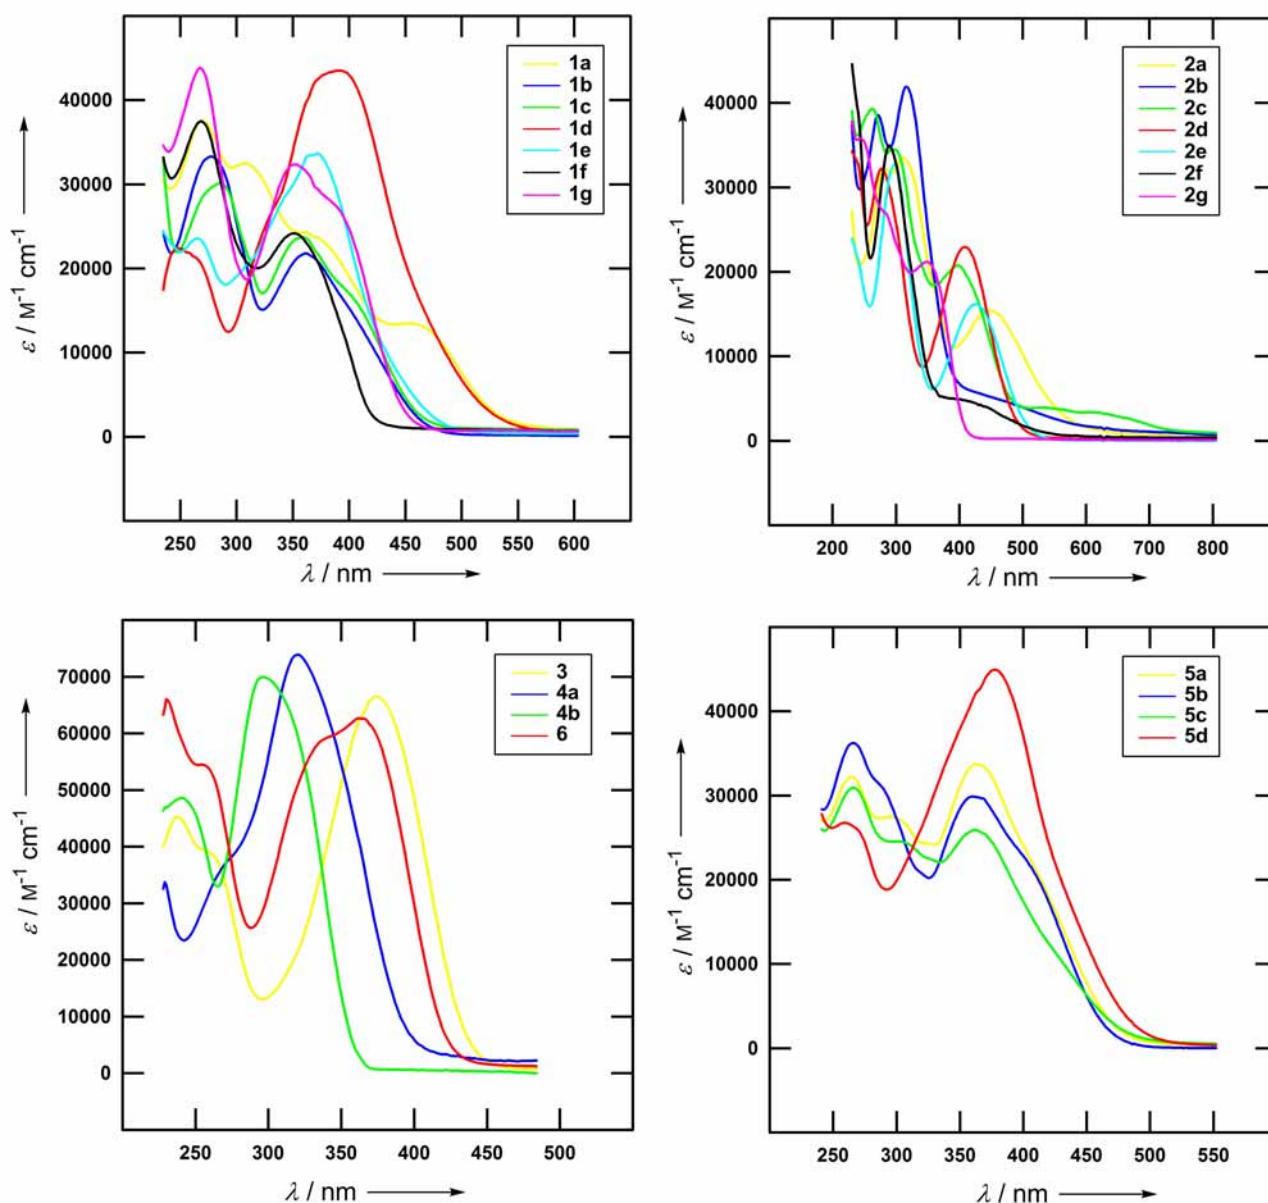 40000
30000
20000
10000
0
ε / M⁻¹ cm⁻¹
1a
1b
1c
1d
1e
1f
1g
250 300 350 400 450 500 550 600
λ / nm
40000
30000
20000
10000
0
ε / M⁻¹ cm⁻¹
2a
2b
2c
2d
2e
2f
2g
200 300 400 500 600 700 800
λ / nm
70000
60000
50000
40000
30000
20000
10000
0
ε / M⁻¹ cm⁻¹
3
4a
4b
6
250 300 350 400 450 500
λ / nm
40000
30000
20000
10000
0
ε / M⁻¹ cm⁻¹
5a
5b
5c
5d
250 300 350 400 450 500 550
λ / nm